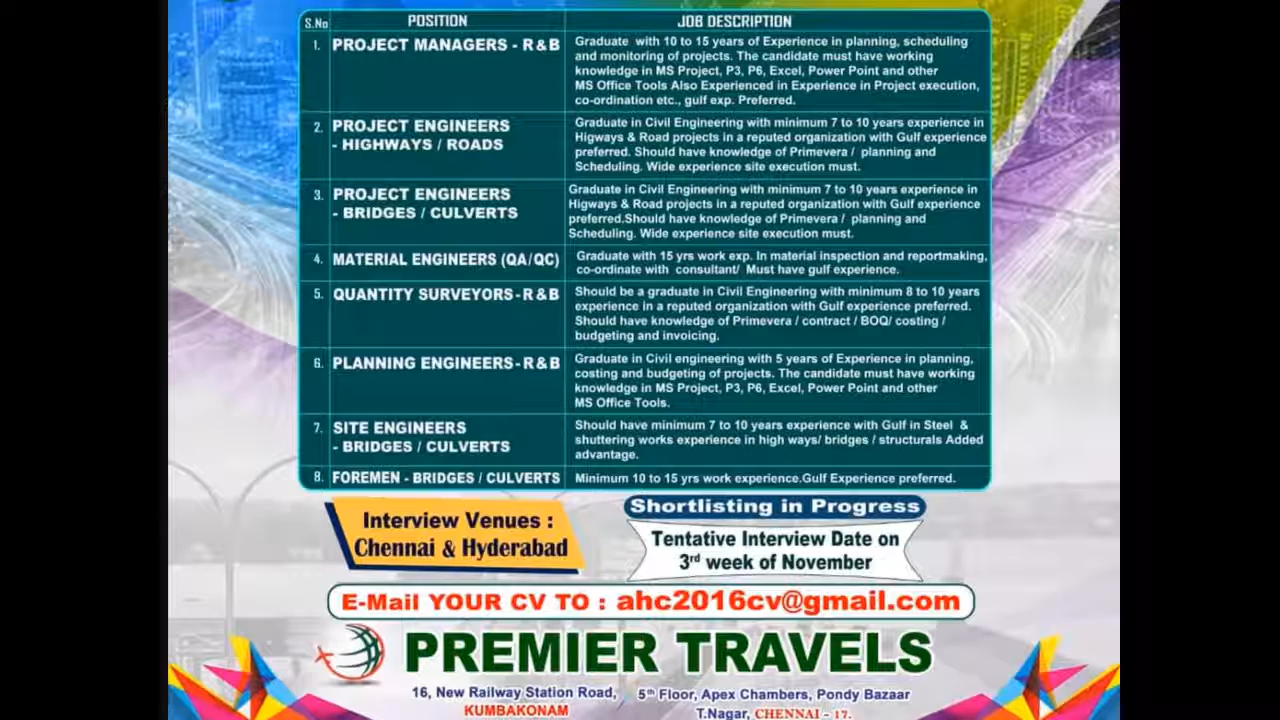 S.No POSITION JOB DESCRIPTION
1. PROJECT MANAGERS - R & B
Graduate with 10 to 15 years of Experience in planning, scheduling
and monitoring of projects. The candidate must have working
knowledge in MS Project, P3, P6, Excel, Power Point and other
MS Office Tools Also Experienced in Experience in Project execution,
co-ordination etc., gulf exp. Preferred.
2. PROJECT ENGINEERS
- HIGHWAYS / ROADS
Graduate in Civil Engineering with minimum 7 to 10 years experience in
Higways & Road projects in a reputed organization with Gulf experience
preferred. Should have knowledge of Primevera / planning and
Scheduling. Wide experience site execution must.
3. PROJECT ENGINEERS
- BRIDGES / CULVERTS
Graduate in Civil Engineering with minimum 7 to 10 years experience in
Higways & Road projects in a reputed organization with Gulf experience
preferred.Should have knowledge of Primevera / planning and
Scheduling. Wide experience site execution must.
4. MATERIAL ENGINEERS (QA/QC)
Graduate with 15 yrs work exp. In material inspection and reportmaking,
co-ordinate with consultant/ Must have gulf experience.
5. QUANTITY SURVEYORS - R & B
Should be a graduate in Civil Engineering with minimum 8 to 10 years
experience in a reputed organization with Gulf experience preferred.
Should have knowledge of Primevera / contract / BOQ/ costing /
budgeting and invoicing.
6. PLANNING ENGINEERS - R & B
Graduate in Civil engineering with 5 years of Experience in planning,
costing and budgeting of projects. The candidate must have working
knowledge in MS Project, P3, P6, Excel, Power Point and other
MS Office Tools.
7. SITE ENGINEERS
- BRIDGES / CULVERTS
Should have minimum 7 to 10 years experience with Gulf in Steel &
shuttering works experience in high ways/ bridges / structurals Added
advantage.
8. FOREMEN - BRIDGES / CULVERTS
Minimum 10 to 15 yrs work experience.Gulf Experience preferred.
Interview Venues :
Chennai & Hyderabad
Shortlisting in Progress
Tentative Interview Date on
3rd week of November
E-Mail YOUR CV TO : ahc2016cv@gmail.com
PREMIER TRAVELS
16, New Railway Station Road,
KUMBAKONAM
5th Floor, Apex Chambers, Pondy Bazaar
T.Nagar, CHENNAI - 17.